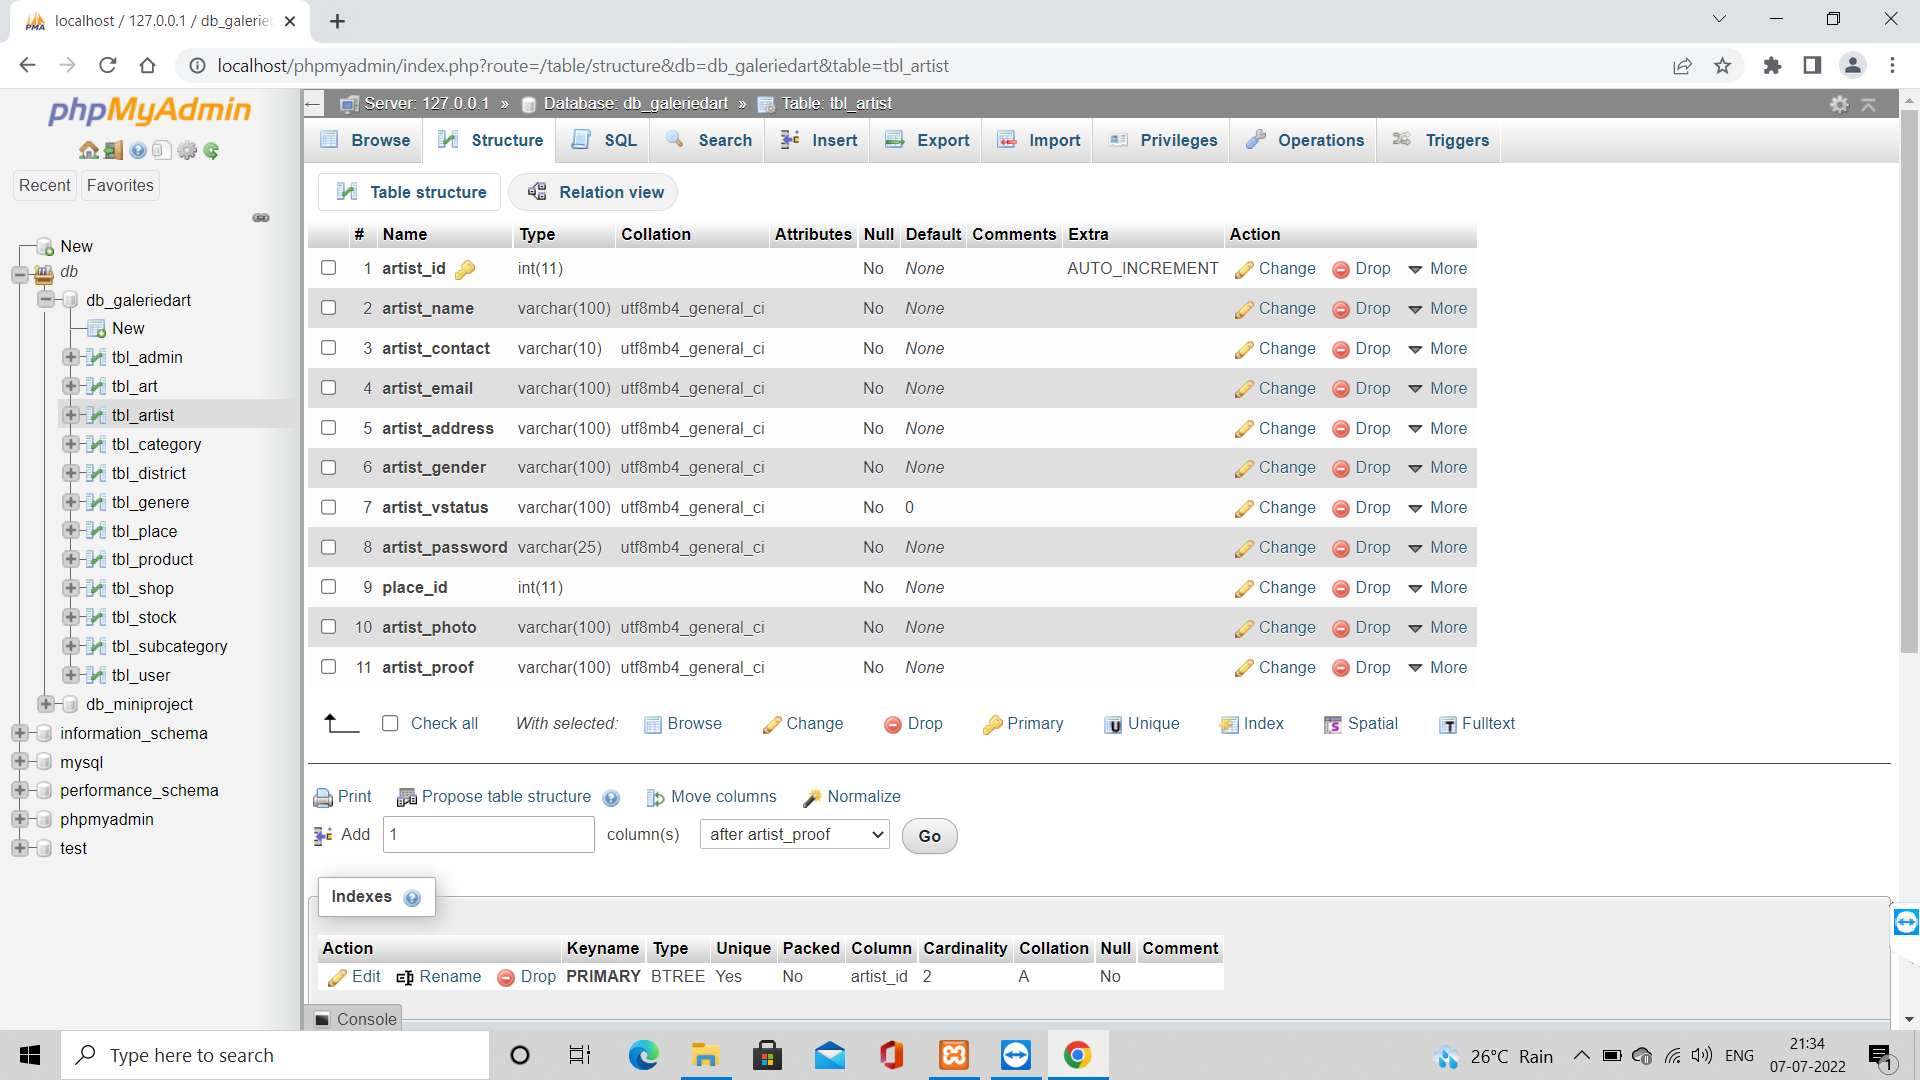 localhost / 127.0.0.1 / db_galerie
localhost/phpmyadmin/index.php?route=/table/structure&db=db_galeriedart&table=tbl_artist
phpMyAdmin
Recent Favorites
New
db
db_galeriedart
New
tbl_admin
tbl_art
tbl_artist
tbl_category
tbl_district
tbl_genere
tbl_place
tbl_product
tbl_shop
tbl_stock
tbl_subcategory
tbl_user
db_miniproject
information_schema
mysql
performance_schema
phpmyadmin
test
Server: 127.0.0.1 » Database: db_galeriedart » Table: tbl_artist
Browse Structure SQL Search Insert Export Import Privileges Operations Triggers
Table structure Relation view
# Name Type Collation Attributes Null Default Comments Extra Action
1 artist_id int(11) No None AUTO_INCREMENT Change Drop More
2 artist_name varchar(100) utf8mb4_general_ci No None Change Drop More
3 artist_contact varchar(10) utf8mb4_general_ci No None Change Drop More
4 artist_email varchar(100) utf8mb4_general_ci No None Change Drop More
5 artist_address varchar(100) utf8mb4_general_ci No None Change Drop More
6 artist_gender varchar(100) utf8mb4_general_ci No None Change Drop More
7 artist_vstatus varchar(100) utf8mb4_general_ci No 0 Change Drop More
8 artist_password varchar(25) utf8mb4_general_ci No None Change Drop More
9 place_id int(11) No None Change Drop More
10 artist_photo varchar(100) utf8mb4_general_ci No None Change Drop More
11 artist_proof varchar(100) utf8mb4_general_ci No None Change Drop More
Check all With selected: Browse Change Drop Primary Unique Index Spatial Fulltext
Print Propose table structure Move columns Normalize
Add 1 column(s) after artist_proof Go
Indexes
Action Keyname Type Unique Packed Column Cardinality Collation Null Comment
Edit Rename Drop PRIMARY BTREE Yes No artist_id 2 A No
Console
Type here to search
26°C Rain ENG
21:34
07-07-2022
1